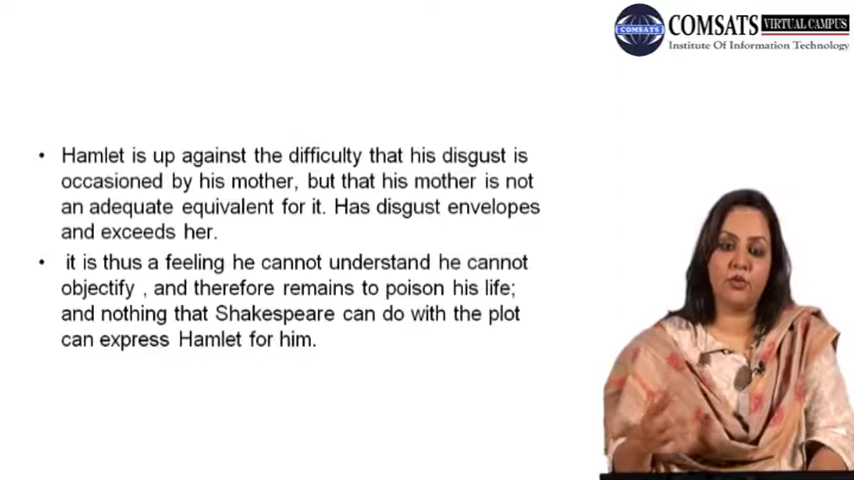 COMSATS
COMSATS VIRTUAL CAMPUS
Institute Of Information Technology
• Hamlet is up against the difficulty that his disgust is
occasioned by his mother, but that his mother is not
an adequate equivalent for it. Has disgust envelopes
and exceeds her.
• it is thus a feeling he cannot understand he cannot
objectify , and therefore remains to poison his life;
and nothing that Shakespeare can do with the plot
can express Hamlet for him.